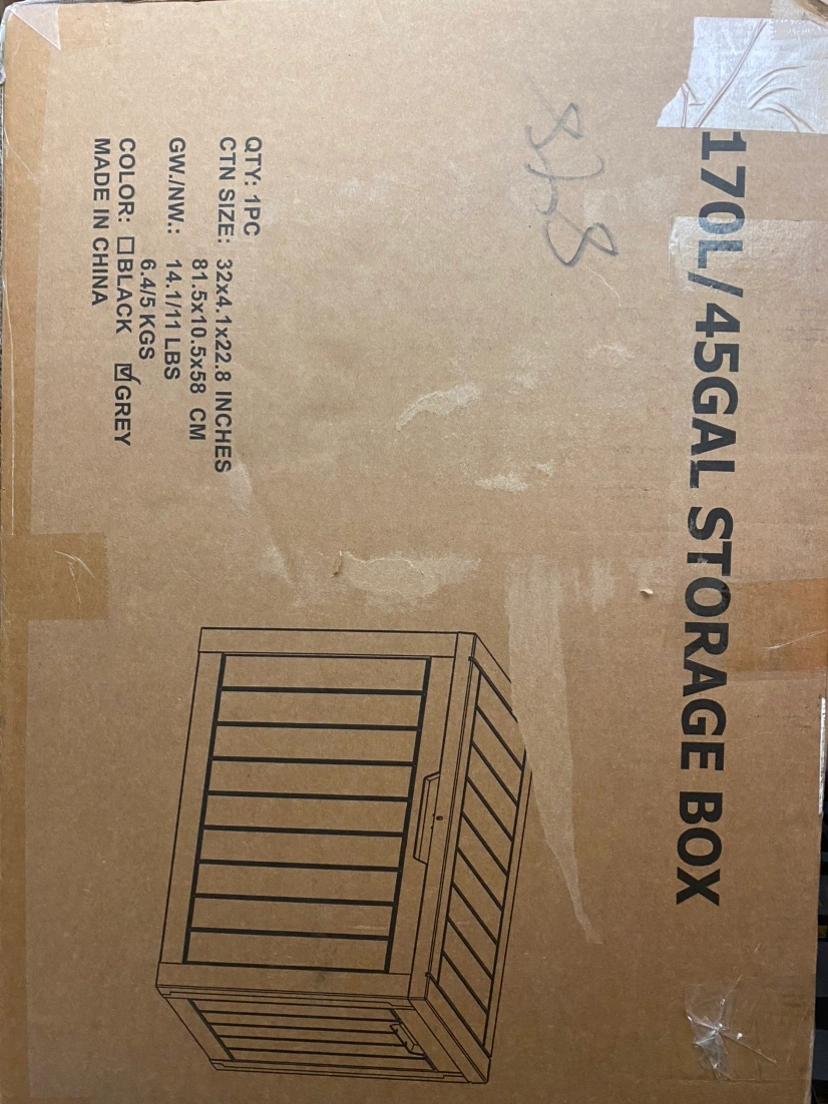 170L/45GAL STORAGE BOX
QTY: 1PC
CTN SIZE: 32x4.1x22.8 INCHES
81.5x10.5x58 CM
GW./NW.: 14.1/11 LBS
6.4/5 KGS
COLOR: ☐BLACK ☑GREY
MADE IN CHINA